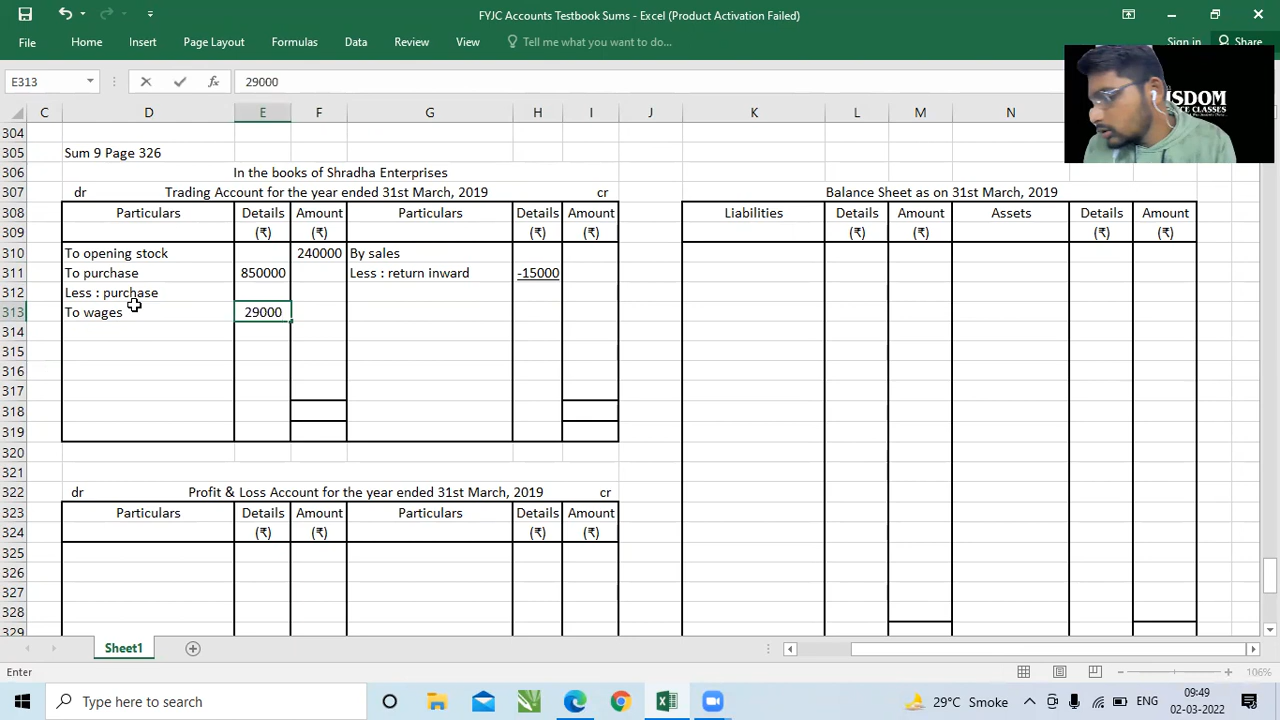 FYJC Accounts Testbook Sums - Excel (Product Activation Failed)
File Home Insert Page Layout Formulas Data Review View Tell me what you want to do... Sign in Share
E313 fx 29000
ISDOM
CE CLASSES
C D E F G H I J K L M N
304
305 Sum 9 Page 326
306 In the books of Shradha Enterprises
307 dr Trading Account for the year ended 31st March, 2019 cr Balance Sheet as on 31st March, 2019
308 Particulars Details Amount Particulars Details Amount Liabilities Details Amount Assets Details Amount
309 (₹) (₹) (₹) (₹) (₹) (₹) (₹) (₹)
310 To opening stock 240000 By sales
311 To purchase 850000 Less : return inward -15000
312 Less : purchase
313 To wages 29000
314
315
316
317
318
319
320
321
322 dr Profit & Loss Account for the year ended 31st March, 2019 cr
323 Particulars Details Amount Particulars Details Amount
324 (₹) (₹) (₹) (₹)
325
326
327
328
329
Sheet1
Enter 106%
Type here to search 29°C Smoke ENG 09:49
02-03-2022